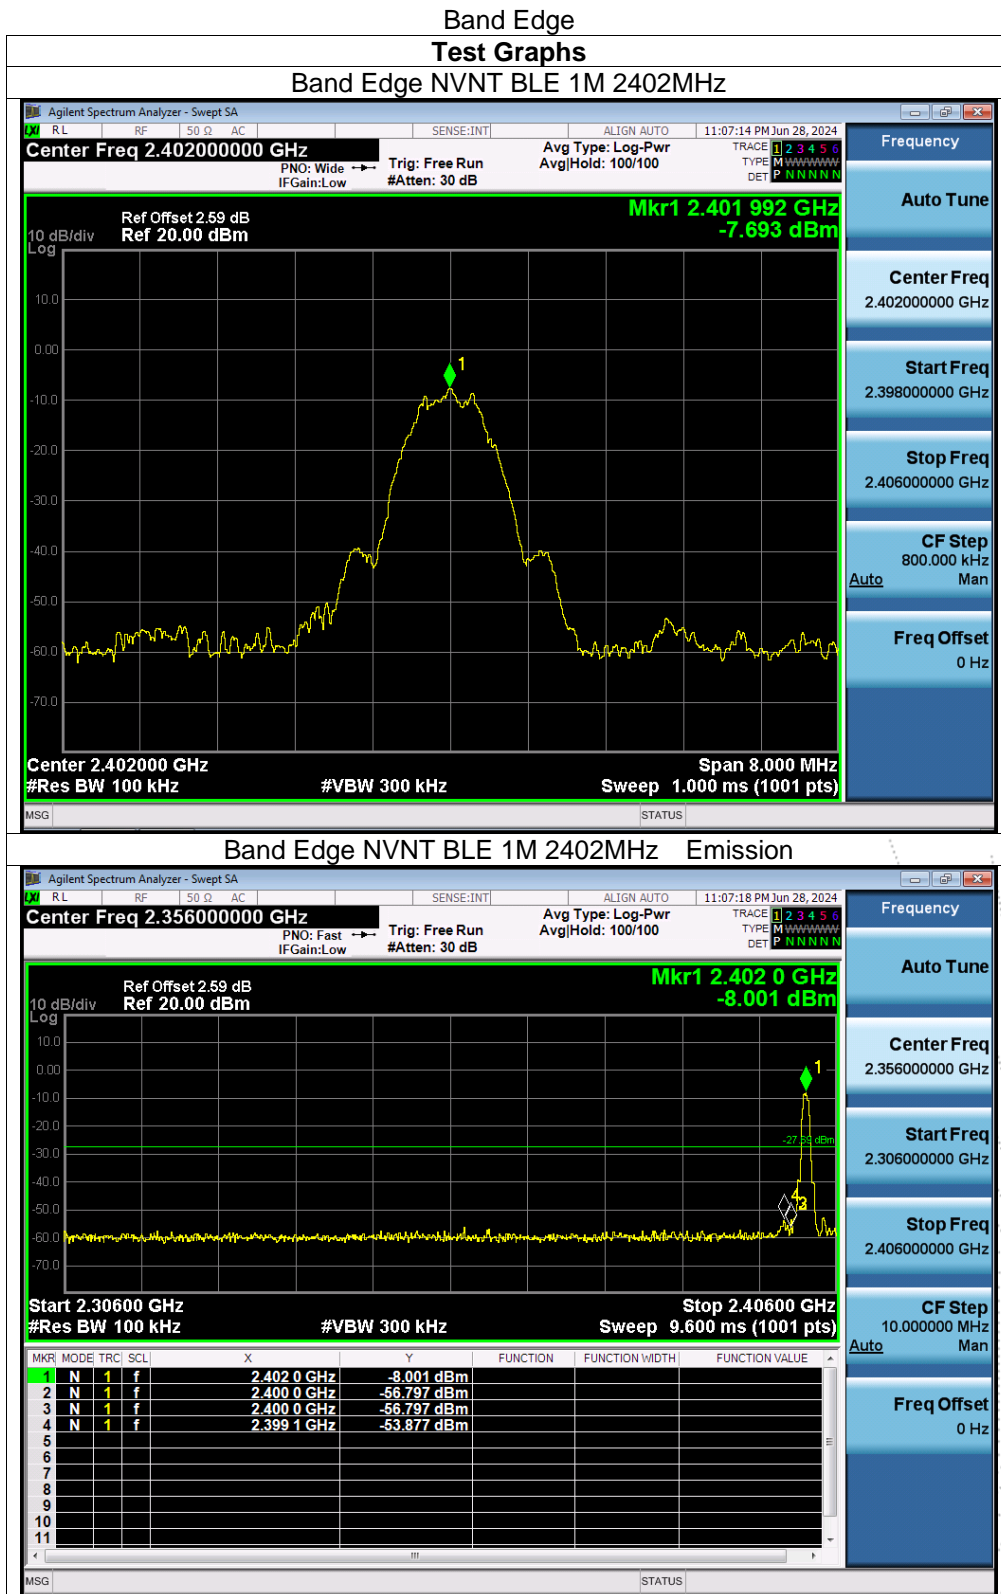 Band Edge
Test Graphs
Band Edge NVNT BLE 1M 2402MHz
Agilent Spectrum Analyzer - Swept SA
LXI RL RF 50 Ω AC SENSE:INT ALIGN AUTO 11:07:14 PM Jun 28, 2024
Center Freq 2.402000000 GHz
PNO: Wide
IFGain:Low
Trig: Free Run
#Atten: 30 dB
Avg Type: Log-Pwr
Avg|Hold: 100/100
TRACE 1 2 3 4 5 6
TYPE M WWWWW
DET P N N N N N
Mkr1 2.401 992 GHz
-7.693 dBm
Ref Offset 2.59 dB
10 dB/div Ref 20.00 dBm
Log
10.0
0.00
1
-10.0
-20.0
-30.0
-40.0
-50.0
-60.0
-70.0
Center 2.402000 GHz Span 8.000 MHz
#Res BW 100 kHz #VBW 300 kHz Sweep 1.000 ms (1001 pts)
MSG STATUS
Frequency
Auto Tune
Center Freq
2.402000000 GHz
Start Freq
2.398000000 GHz
Stop Freq
2.406000000 GHz
CF Step
800.000 kHz
Auto Man
Freq Offset
0 Hz
Band Edge NVNT BLE 1M 2402MHz Emission
Agilent Spectrum Analyzer - Swept SA
LXI RL RF 50 Ω AC SENSE:INT ALIGN AUTO 11:07:18 PM Jun 28, 2024
Center Freq 2.356000000 GHz
PNO: Fast
IFGain:Low
Trig: Free Run
#Atten: 30 dB
Avg Type: Log-Pwr
Avg|Hold: 100/100
TRACE 1 2 3 4 5 6
TYPE M WWWWW
DET P N N N N N
Mkr1 2.402 0 GHz
-8.001 dBm
Ref Offset 2.59 dB
10 dB/div Ref 20.00 dBm
Log
10.0
0.00
1
-10.0
-20.0
-27.69 dBm
-30.0
-40.0
-50.0
-60.0
-70.0
Start 2.30600 GHz Stop 2.40600 GHz
#Res BW 100 kHz #VBW 300 kHz Sweep 9.600 ms (1001 pts)
MKR MODE TRC SCL X Y FUNCTION FUNCTION WIDTH FUNCTION VALUE
1 N 1 f 2.402 0 GHz -8.001 dBm
2 N 1 f 2.400 0 GHz -56.797 dBm
3 N 1 f 2.400 0 GHz -56.797 dBm
4 N 1 f 2.399 1 GHz -53.877 dBm
5
6
7
8
9
10
11
MSG STATUS
Frequency
Auto Tune
Center Freq
2.356000000 GHz
Start Freq
2.306000000 GHz
Stop Freq
2.406000000 GHz
CF Step
10.000000 MHz
Auto Man
Freq Offset
0 Hz